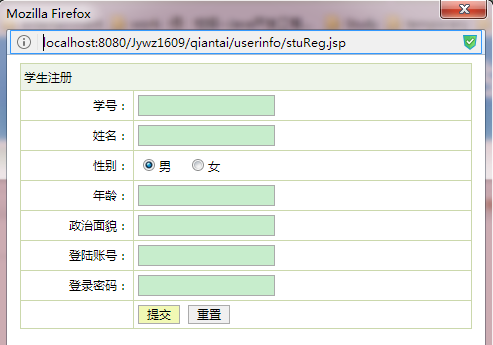 Mozilla Firefox
localhost:8080/Jywz1609/qiantai/userinfo/stuReg.jsp
学生注册
学号：
姓名：
性别： 男 女
年龄：
政治面貌：
登陆账号：
登录密码：
提交 重置